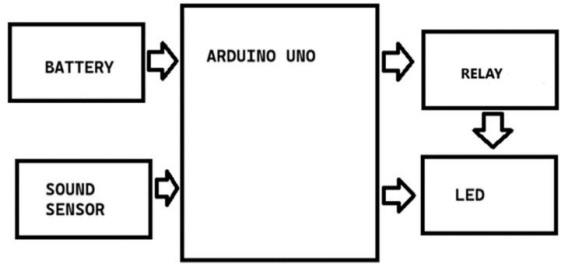 BATTERY
ARDUINO UNO
RELAY
SOUND
SENSOR
LED